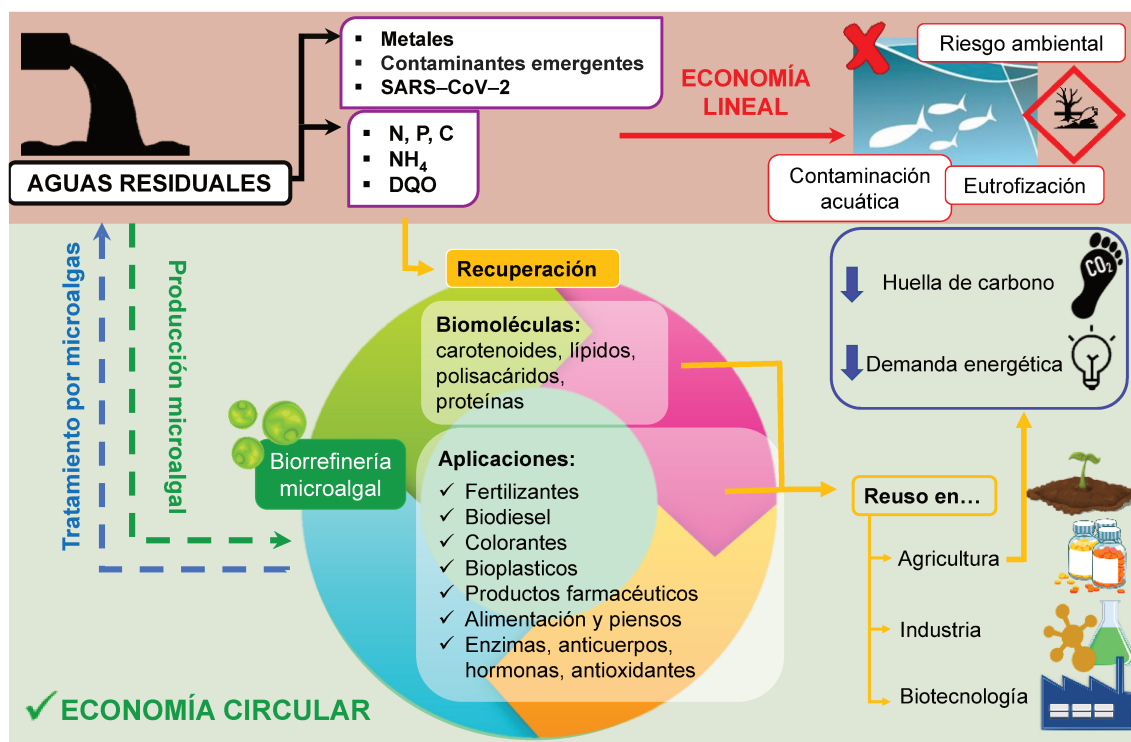 AGUAS RESIDUALES
▪ Metales
▪ Contaminantes emergentes
▪ SARS–CoV–2
▪ N, P, C
▪ NH₄
▪ DQO
ECONOMÍA
LINEAL
Riesgo ambiental
Contaminación
acuática
Eutrofización
Tratamiento por microalgas
Producción microalgal
Recuperación
Biomoléculas:
carotenoides, lípidos,
polisacáridos,
proteínas
Biorrefinería
microalgal
Aplicaciones:
✓ Fertilizantes
✓ Biodiesel
✓ Colorantes
✓ Bioplasticos
✓ Productos farmacéuticos
✓ Alimentación y piensos
✓ Enzimas, anticuerpos,
hormonas, antioxidantes
Huella de carbono
CO₂
Demanda energética
Reuso en…
Agricultura
Industria
Biotecnología
✓ ECONOMÍA CIRCULAR